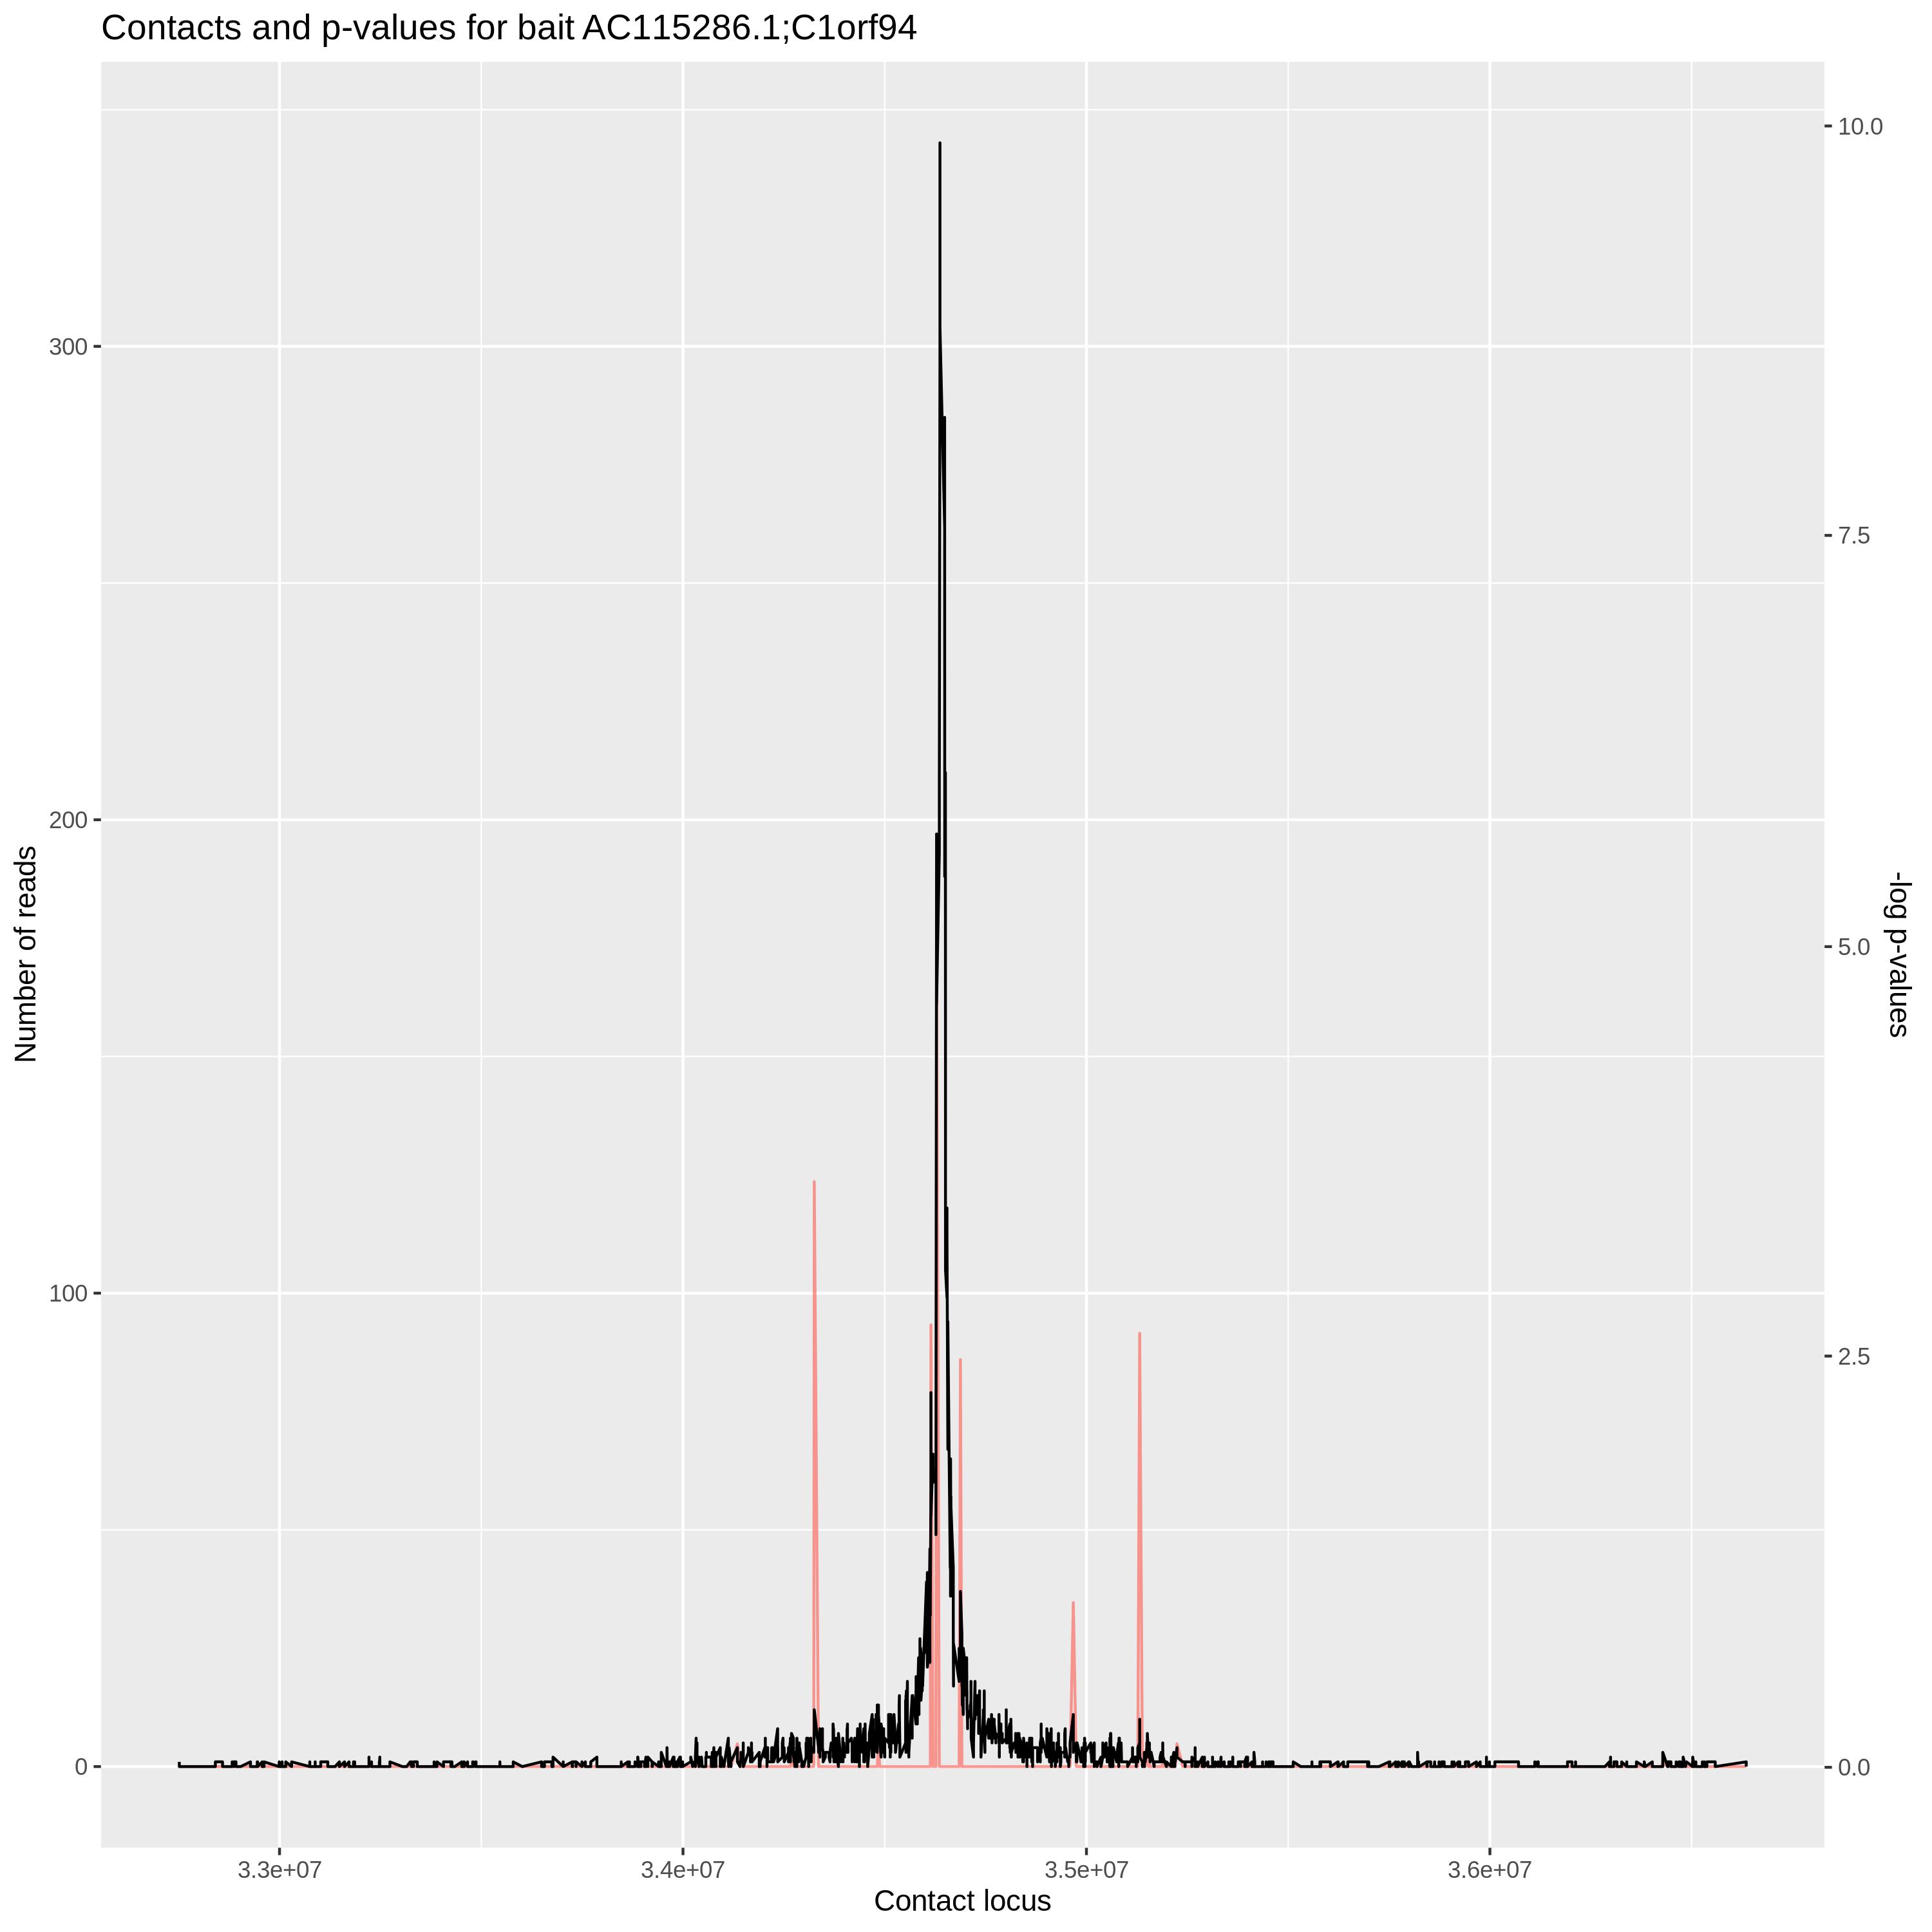 Contacts and p-values for bait AC115286.1;C1orf94
Number of reads
300
200
100
0
10.0
7.5
5.0
2.5
0.0
-log p-values
3.3e+07
3.4e+07
3.5e+07
3.6e+07
Contact locus